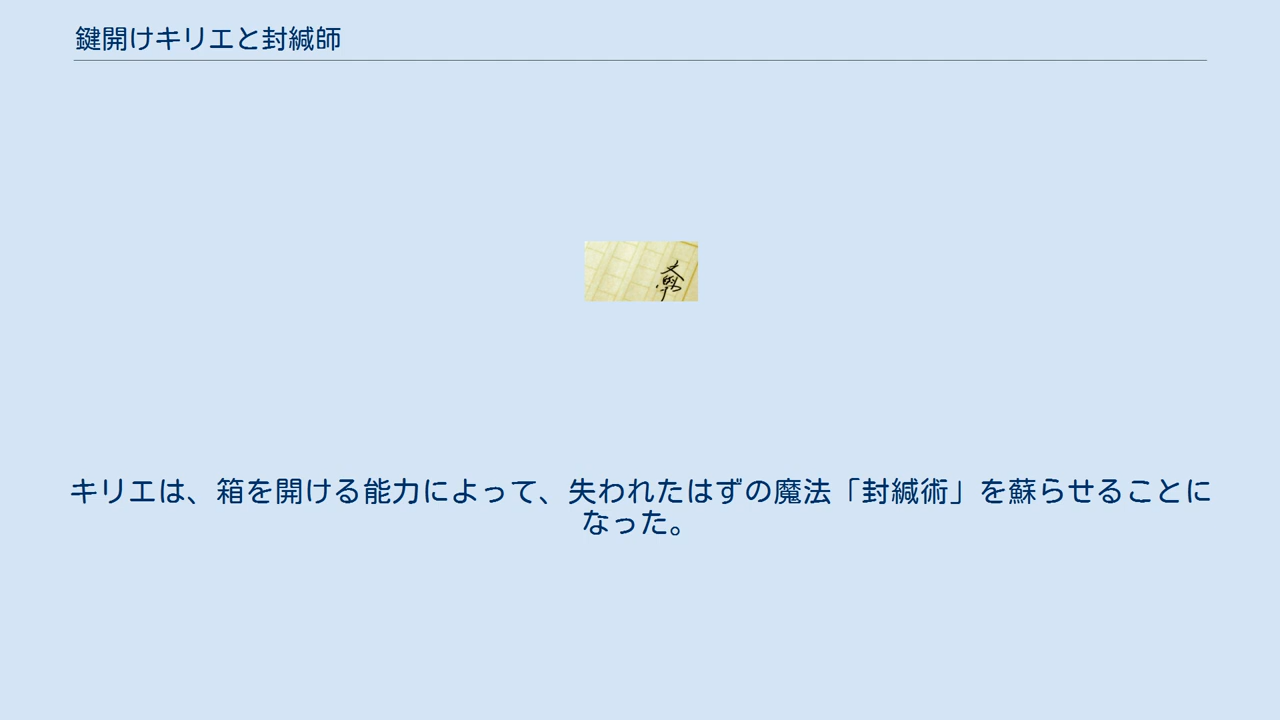 鍵開けキリエと封緘師
キリエは、箱を開ける能力によって、失われたはずの魔法「封緘術」を蘇らせることに
なった。